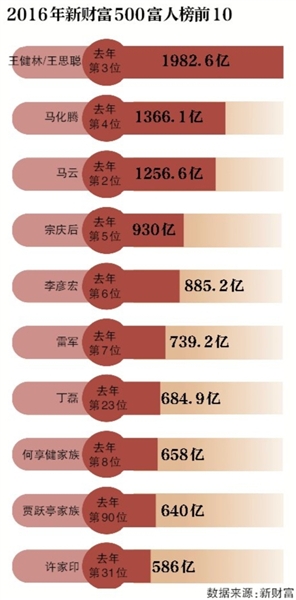 2016年新财富500富人榜前10
王健林/王思聪 去年第3位 1982.6亿
马化腾 去年第4位 1366.1亿
马云 去年第2位 1256.6亿
宗庆后 去年第5位 930亿
李彦宏 去年第6位 885.2亿
雷军 去年第7位 739.2亿
丁磊 去年第23位 684.9亿
何享健家族 去年第8位 658亿
贾跃亭家族 去年第90位 640亿
许家印 去年第31位 586亿
数据来源：新财富